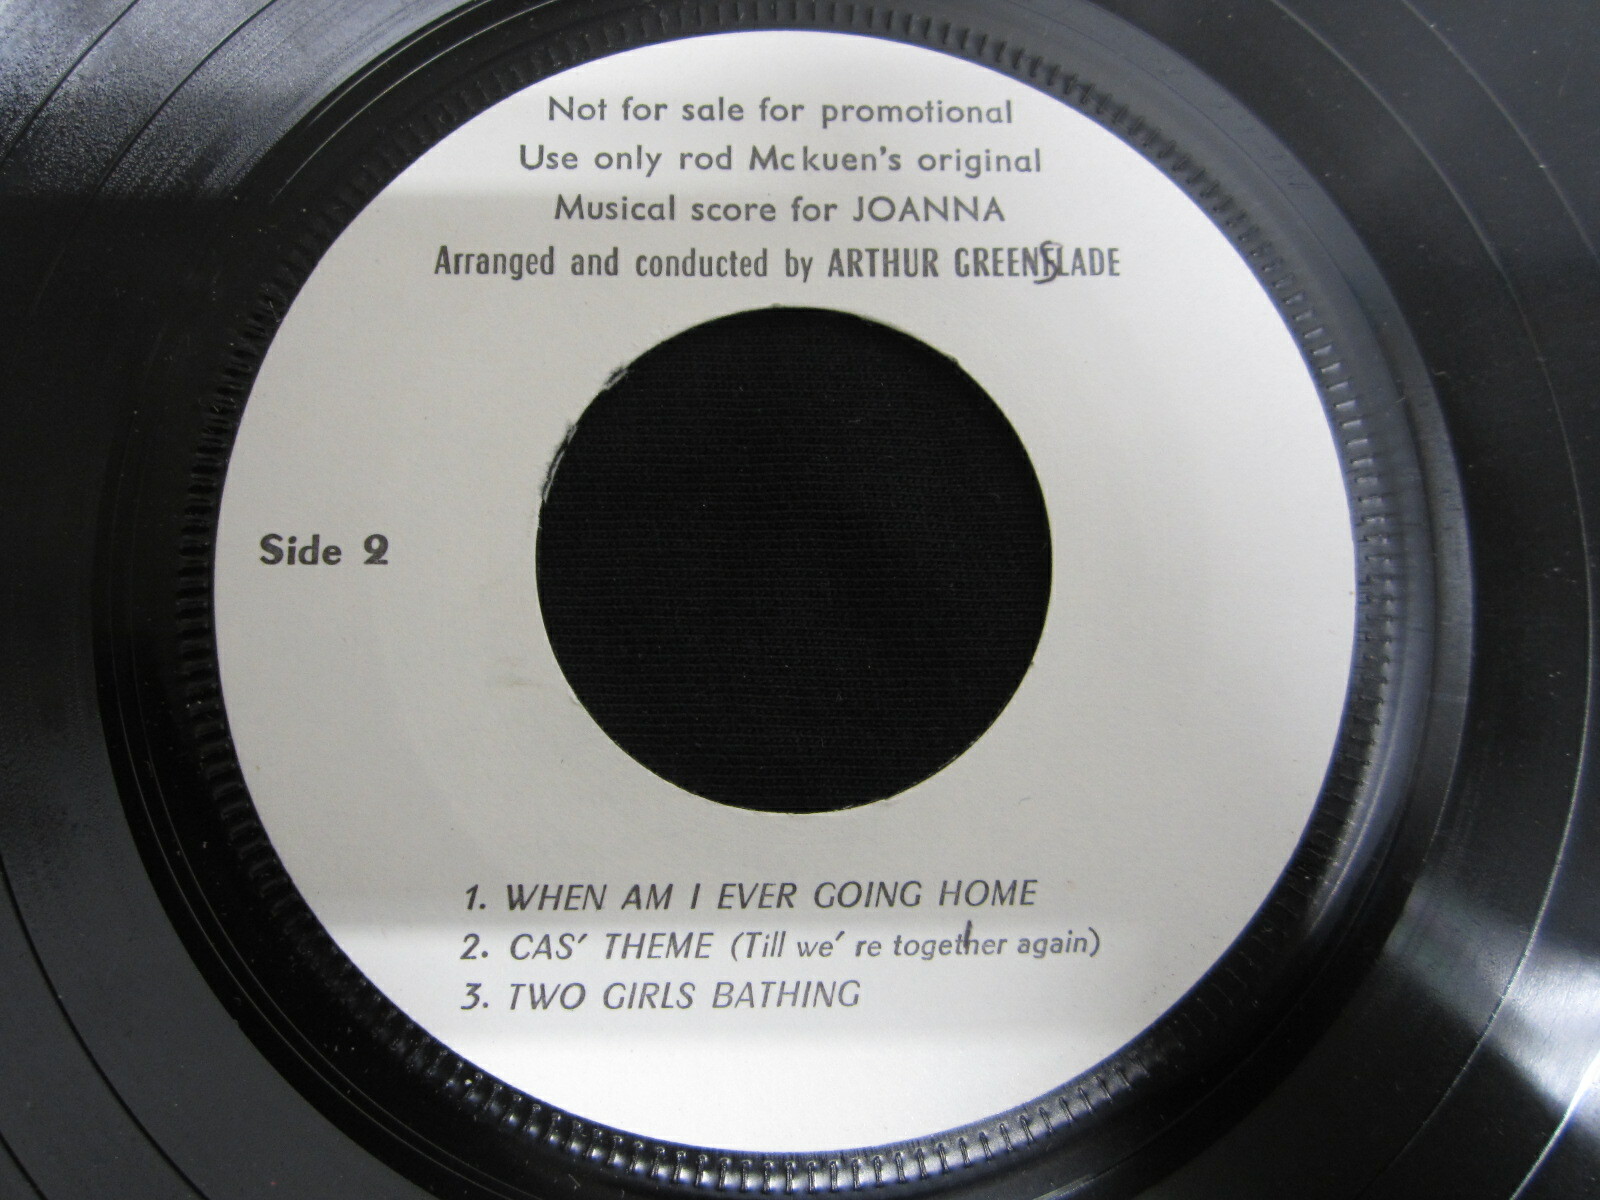 Not for sale for promotional
Use only rod Mckuen's original
Musical score for JOANNA
Arranged and conducted by ARTHUR GREENSLADE
Side 2
1. WHEN AM I EVER GOING HOME
2. CAS' THEME (Till we' re together again)
3. TWO GIRLS BATHING